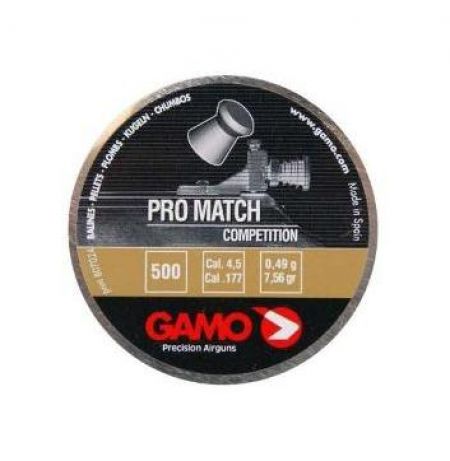 BALINES - PELLETS - PLOMBS - KUGELN - CHUMBOS
www.gamo.com
Made in Spain
PRO MATCH
COMPETITION
500
Cal. 4,5
Cal .177
0,49 g
7,56 gr
GAMO
Precision Airguns